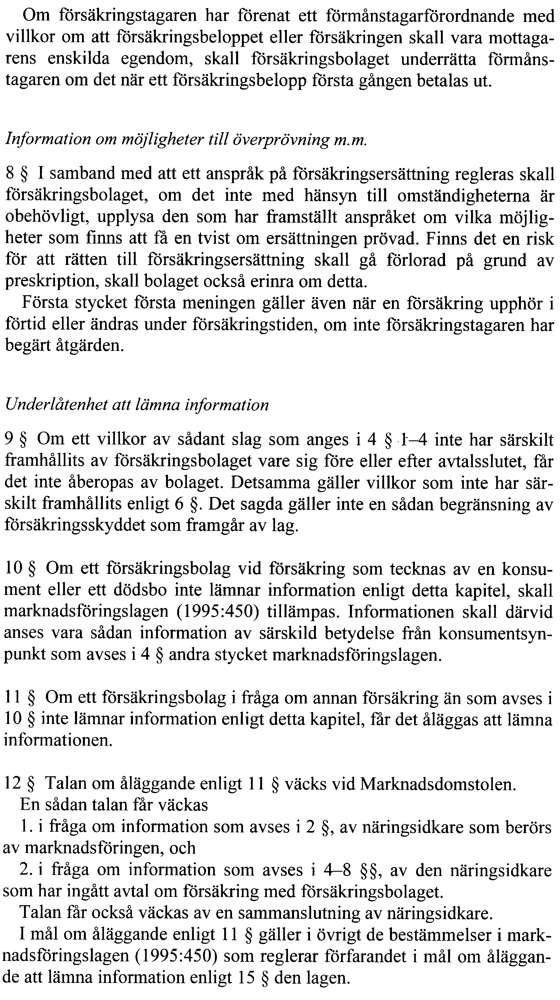 Om försäkringstagaren har förenat ett förmånstagarförordnande med
villkor om att försäkringsbeloppet eller försäkringen skall vara mottaga-
rens enskilda egendom, skall försäkringsbolaget underrätta förmåns-
tagaren om det när ett försäkringsbelopp första gången betalas ut.
Information om möjligheter till överprövning m.m.
8 § I samband med att ett anspråk på försäkringsersättning regleras skall
försäkringsbolaget, om det inte med hänsyn till omständigheterna är
obehövligt, upplysa den som har framställt anspråket om vilka möjlig-
heter som finns att få en tvist om ersättningen prövad. Finns det en risk
för att rätten till försäkringsersättning skall gå förlorad på grund av
preskription, skall bolaget också erinra om detta.
Första stycket första meningen gäller även när en försäkring upphör i
förtid eller ändras under försäkringstiden, om inte försäkringstagaren har
begärt åtgärden.
Underlåtenhet att lämna information
9 § Om ett villkor av sådant slag som anges i 4 § 1–4 inte har särskilt
framhållits av försäkringsbolaget vare sig före eller efter avtalsslutet, får
det inte åberopas av bolaget. Detsamma gäller villkor som inte har sär-
skilt framhållits enligt 6 §. Det sagda gäller inte en sådan begränsning av
försäkringsskyddet som framgår av lag.
10 § Om ett försäkringsbolag vid försäkring som tecknas av en konsu-
ment eller ett dödsbo inte lämnar information enligt detta kapitel, skall
marknadsföringslagen (1995:450) tillämpas. Informationen skall därvid
anses vara sådan information av särskild betydelse från konsumentsyn-
punkt som avses i 4 § andra stycket marknadsföringslagen.
11 § Om ett försäkringsbolag i fråga om annan försäkring än som avses i
10 § inte lämnar information enligt detta kapitel, får det åläggas att lämna
informationen.
12 § Talan om åläggande enligt 11 § väcks vid Marknadsdomstolen.
En sådan talan får väckas
1. i fråga om information som avses i 2 §, av näringsidkare som berörs
av marknadsföringen, och
2. i fråga om information som avses i 4–8 §§, av den näringsidkare
som har ingått avtal om försäkring med försäkringsbolaget.
Talan får också väckas av en sammanslutning av näringsidkare.
I mål om åläggande enligt 11 § gäller i övrigt de bestämmelser i mark-
nadsföringslagen (1995:450) som reglerar förfarandet i mål om åläggan-
de att lämna information enligt 15 § den lagen.